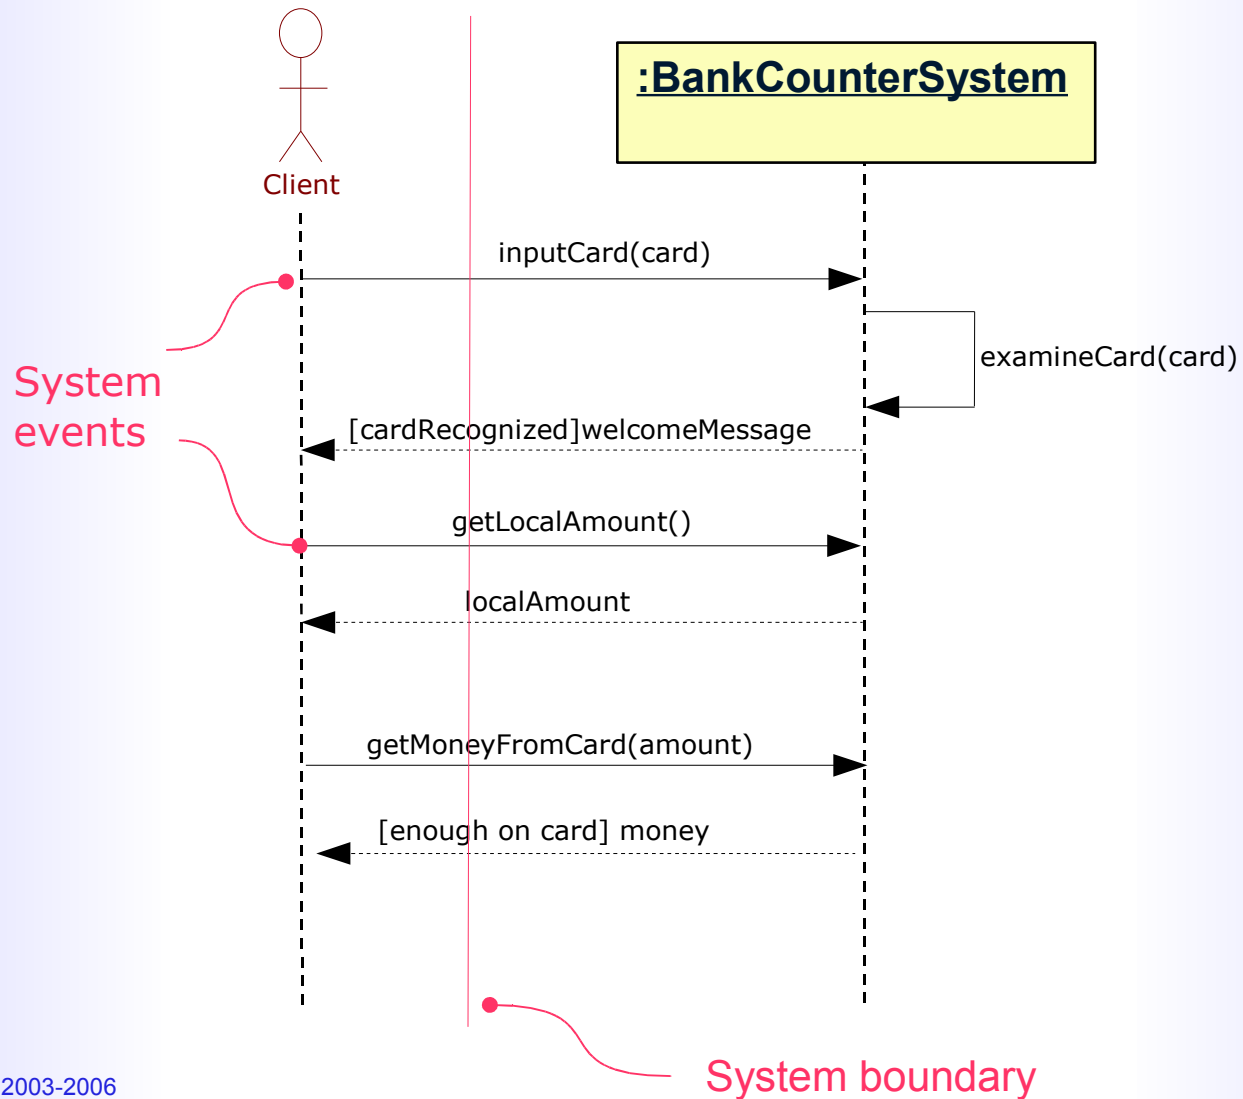 :BankCounterSystem
Client
inputCard(card)
examineCard(card)
System
events
[cardRecognized]welcomeMessage
getLocalAmount()
localAmount
getMoneyFromCard(amount)
[enough on card] money
System boundary
2003-2006